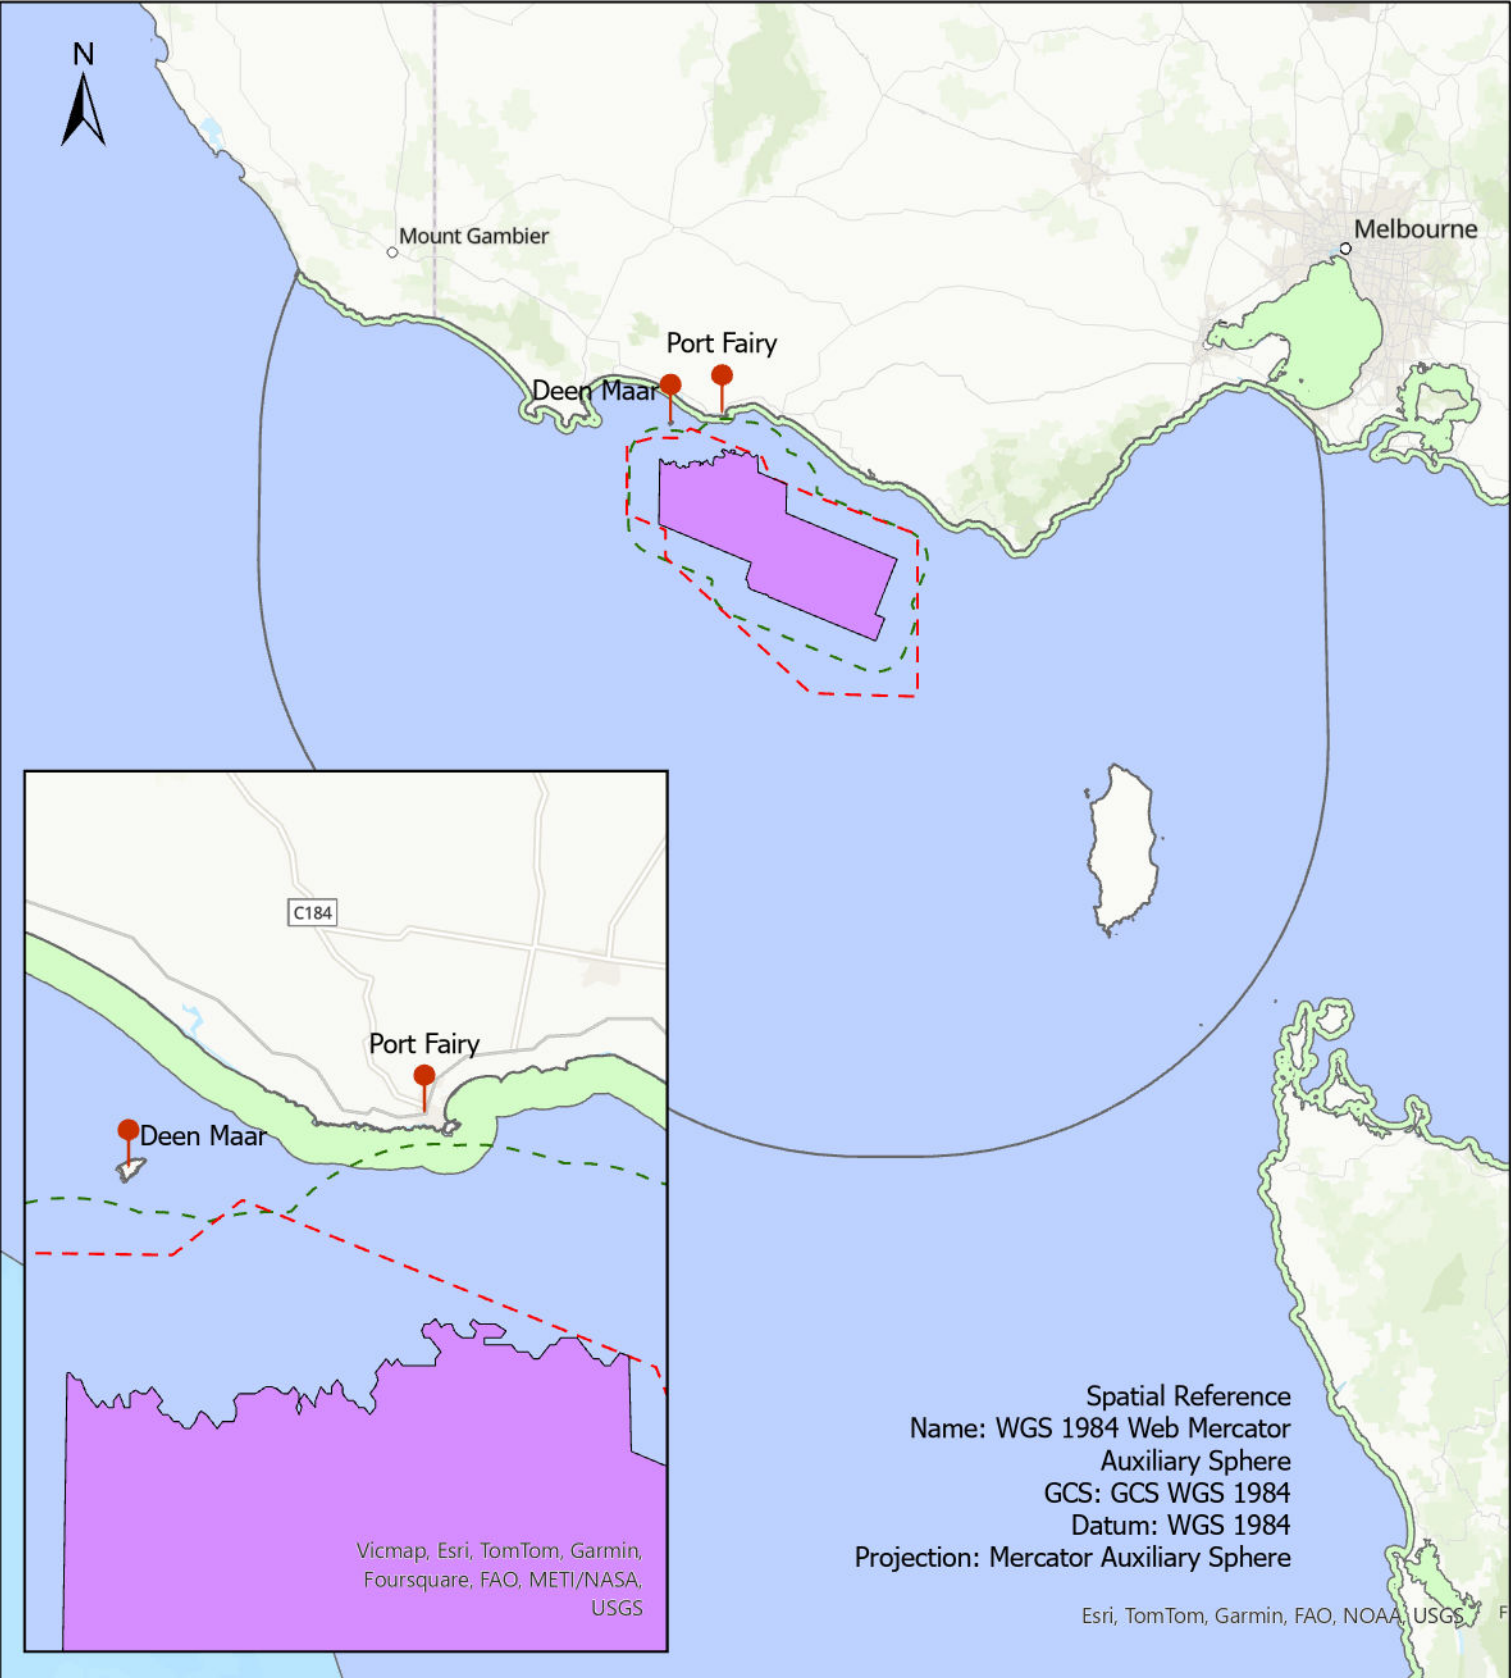 N
Mount Gambier
Melbourne
Port Fairy
Deen Maar
C184
Port Fairy
Deen Maar
Vicmap, Esri, TomTom, Garmin,
Foursquare, FAO, METI/NASA,
USGS
Spatial Reference
Name: WGS 1984 Web Mercator
Auxiliary Sphere
GCS: GCS WGS 1984
Datum: WGS 1984
Projection: Mercator Auxiliary Sphere
Esri, TomTom, Garmin, FAO, NOAA, USGS F